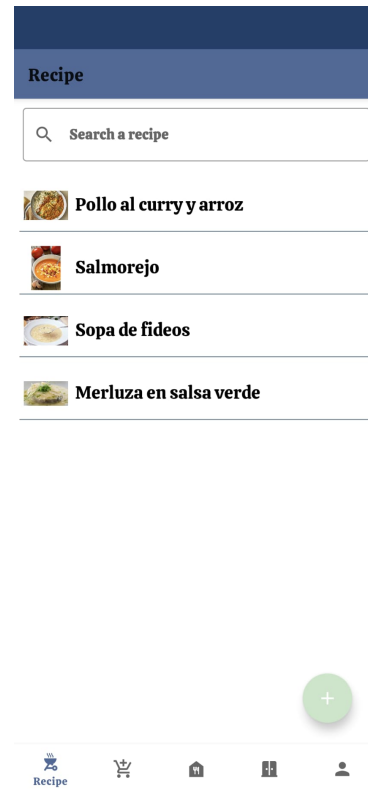 Recipe
Search a recipe
Pollo al curry y arroz
Salmorejo
Sopa de fideos
Merluza en salsa verde
Recipe